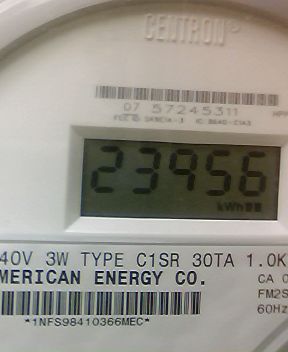 CENTRON®
07 57245311
23956
kWh
40V 3W TYPE C1SR 30TA 1.0K
MERICAN ENERGY CO.
CA 0
FM2S
60Hz
*1NFS98410366MEC*